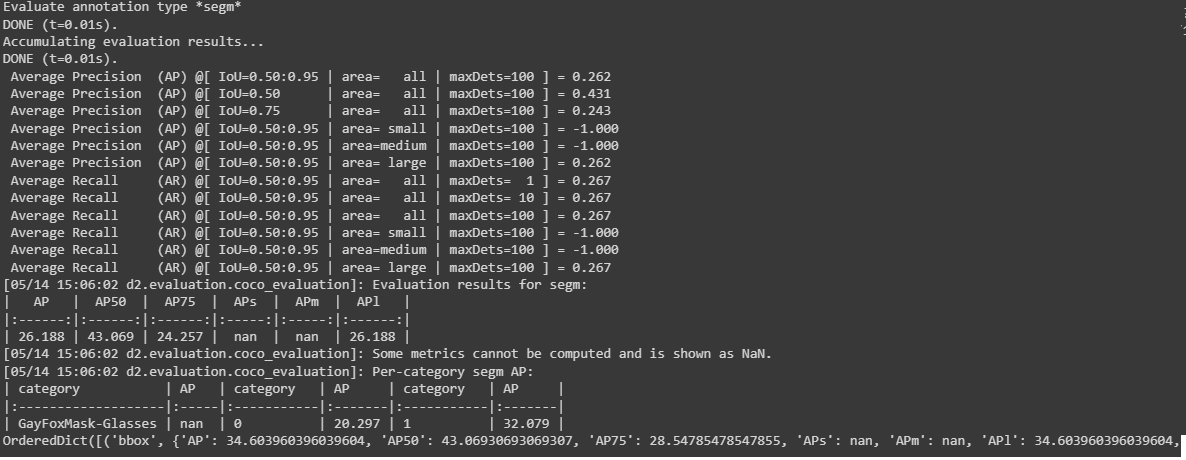 Evaluate annotation type *segm*
DONE (t=0.01s).
Accumulating evaluation results...
DONE (t=0.01s).
Average Precision (AP) @[ IoU=0.50:0.95 | area= all | maxDets=100 ] = 0.262
Average Precision (AP) @[ IoU=0.50 | area= all | maxDets=100 ] = 0.431
Average Precision (AP) @[ IoU=0.75 | area= all | maxDets=100 ] = 0.243
Average Precision (AP) @[ IoU=0.50:0.95 | area= small | maxDets=100 ] = -1.000
Average Precision (AP) @[ IoU=0.50:0.95 | area=medium | maxDets=100 ] = -1.000
Average Precision (AP) @[ IoU=0.50:0.95 | area= large | maxDets=100 ] = 0.262
Average Recall (AR) @[ IoU=0.50:0.95 | area= all | maxDets= 1 ] = 0.267
Average Recall (AR) @[ IoU=0.50:0.95 | area= all | maxDets= 10 ] = 0.267
Average Recall (AR) @[ IoU=0.50:0.95 | area= all | maxDets=100 ] = 0.267
Average Recall (AR) @[ IoU=0.50:0.95 | area= small | maxDets=100 ] = -1.000
Average Recall (AR) @[ IoU=0.50:0.95 | area=medium | maxDets=100 ] = -1.000
Average Recall (AR) @[ IoU=0.50:0.95 | area= large | maxDets=100 ] = 0.267
[05/14 15:06:02 d2.evaluation.coco_evaluation]: Evaluation results for segm:
| AP | AP50 | AP75 | APs | APm | APl |
|:------:|:------:|:------:|:-----:|:-----:|:------:|
| 26.188 | 43.069 | 24.257 | nan | nan | 26.188 |
[05/14 15:06:02 d2.evaluation.coco_evaluation]: Some metrics cannot be computed and is shown as NaN.
[05/14 15:06:02 d2.evaluation.coco_evaluation]: Per-category segm AP:
| category | AP | category | AP | category | AP |
|:-------------------|:-----|:-----------|:-------|:-----------|:-------|
| GayFoxMask-Glasses | nan | 0 | 20.297 | 1 | 32.079 |
OrderedDict([('bbox', {'AP': 34.603960396039604, 'AP50': 43.06930693069307, 'AP75': 28.54785478547855, 'APs': nan, 'APm': nan, 'APl': 34.603960396039604,